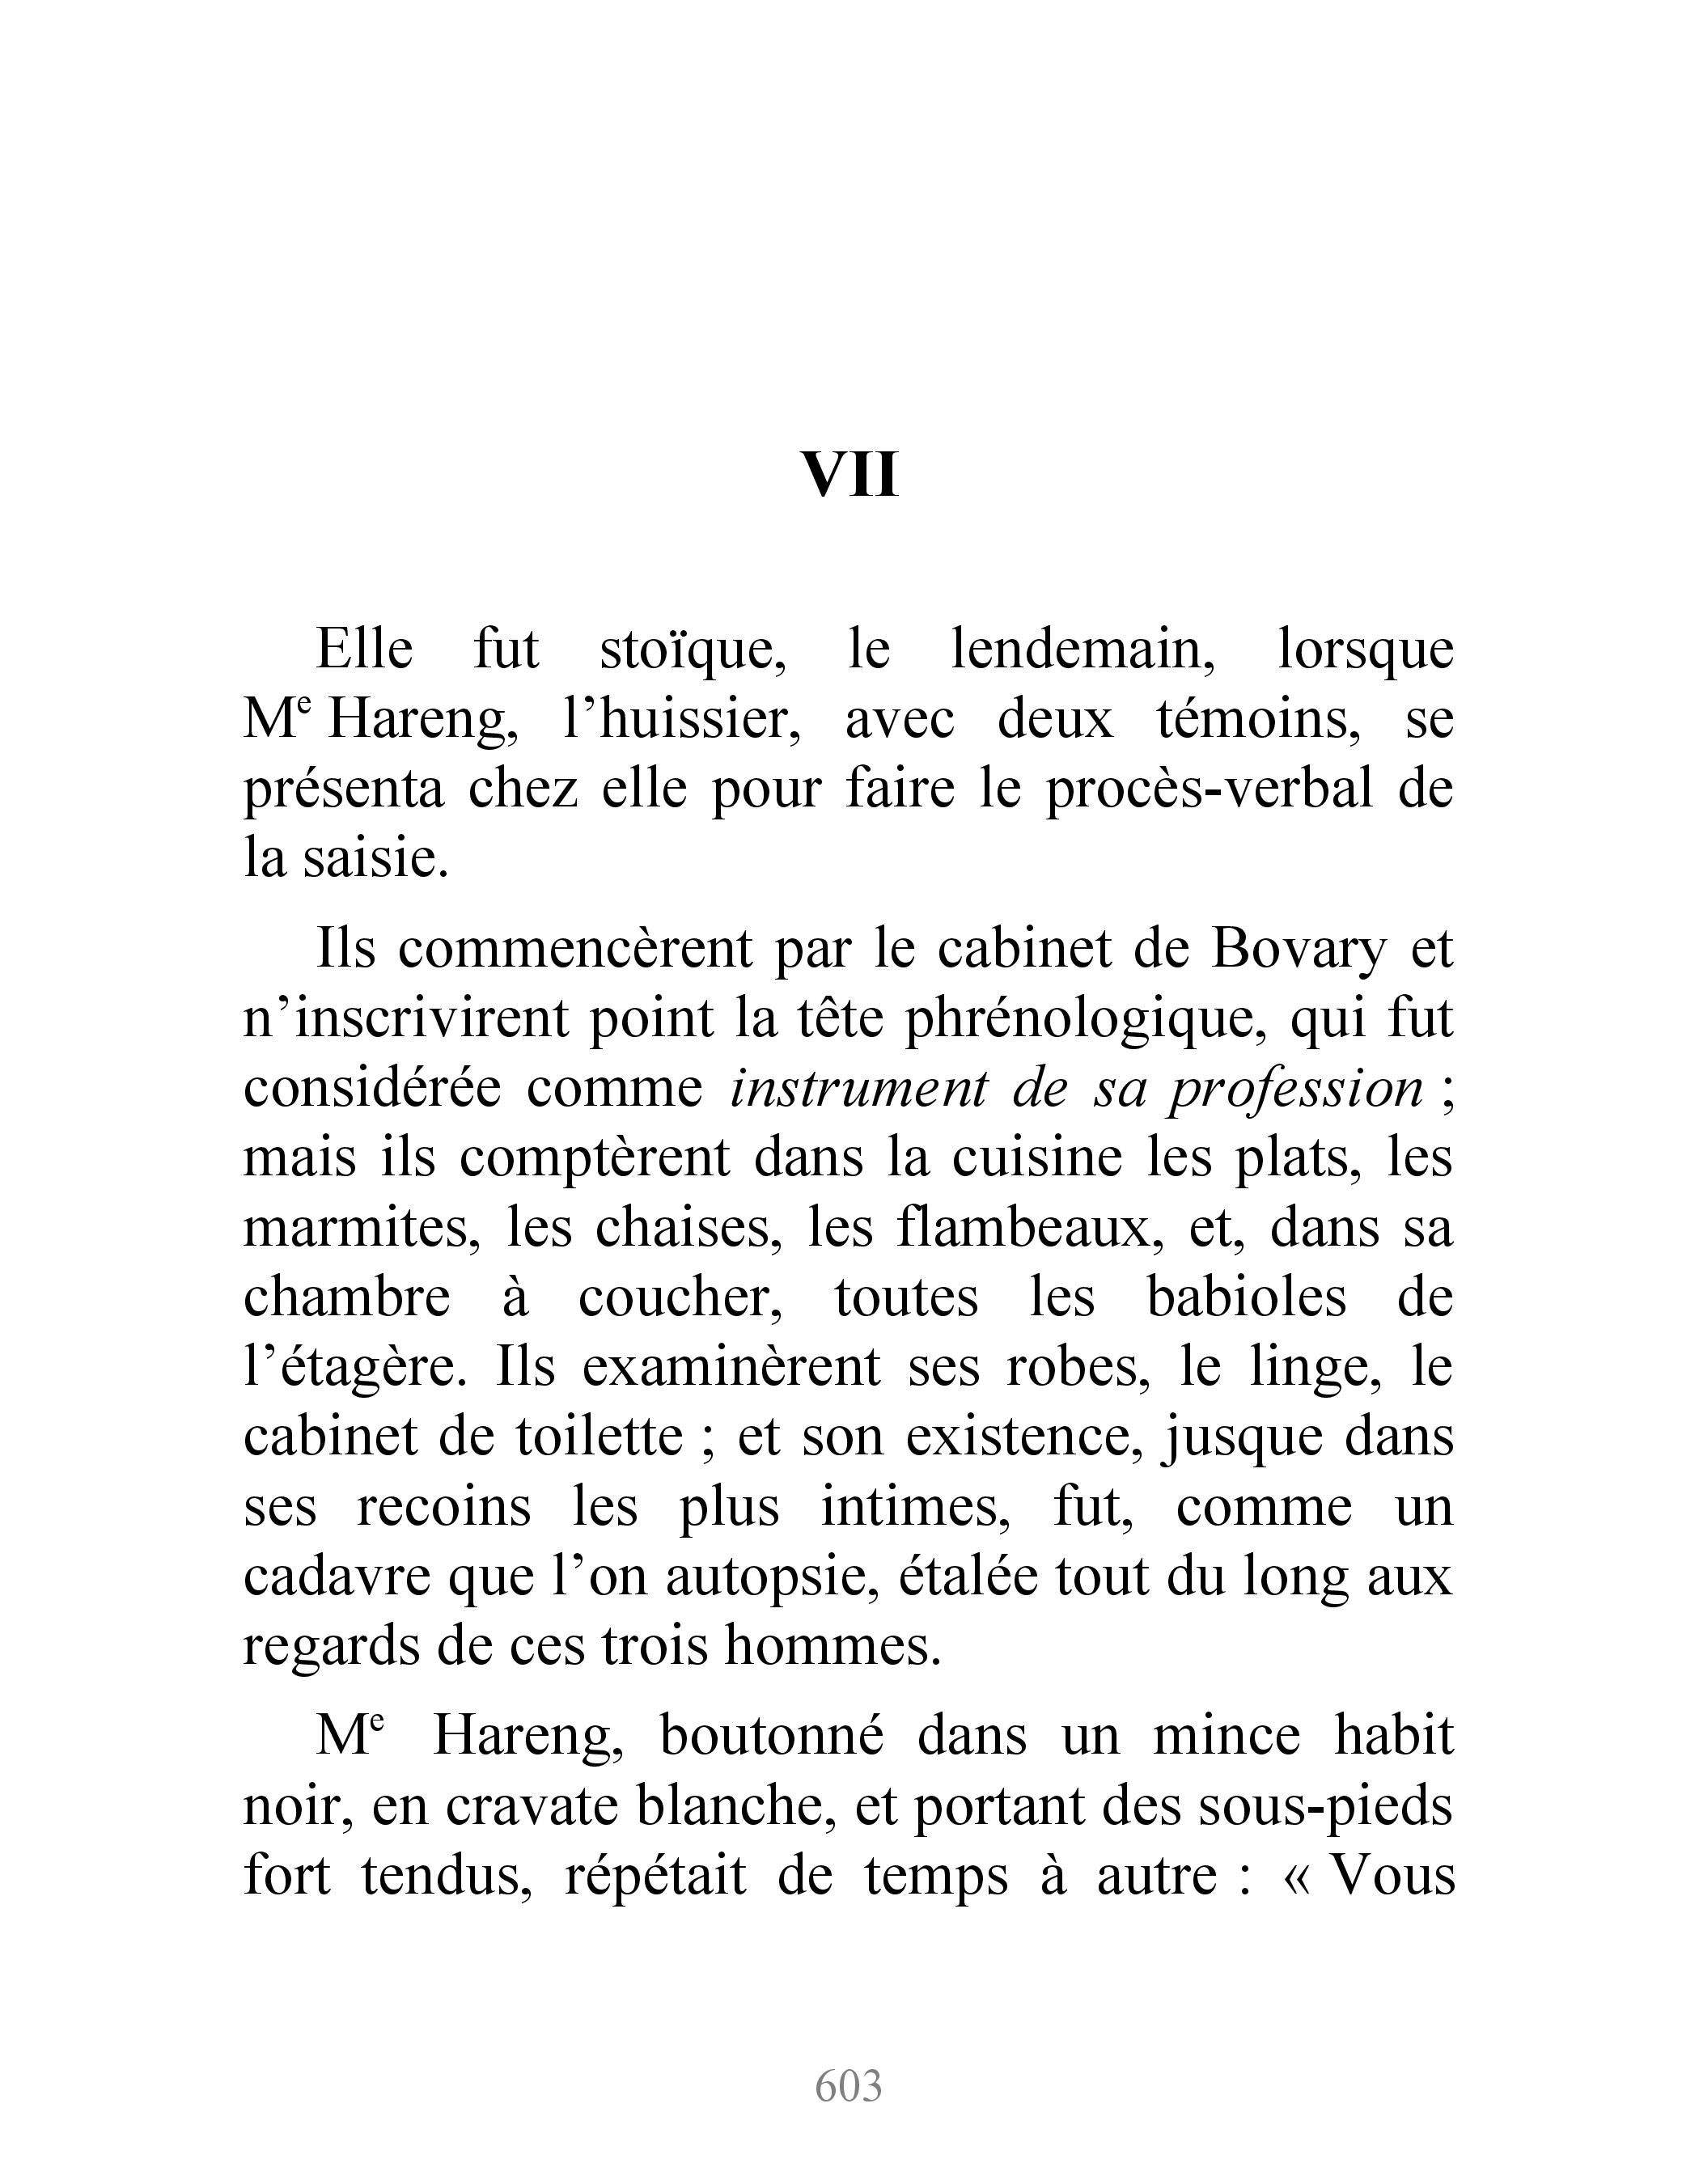 VII
Elle fut stoïque, le lendemain, lorsque
Mᵉ Hareng, l’huissier, avec deux témoins, se
présenta chez elle pour faire le procès-verbal de
la saisie.
Ils commencèrent par le cabinet de Bovary et
n’inscrivirent point la tête phrénologique, qui fut
considérée comme instrument de sa profession ;
mais ils comptèrent dans la cuisine les plats, les
marmites, les chaises, les flambeaux, et, dans sa
chambre à coucher, toutes les babioles de
l’étagère. Ils examinèrent ses robes, le linge, le
cabinet de toilette ; et son existence, jusque dans
ses recoins les plus intimes, fut, comme un
cadavre que l’on autopsie, étalée tout du long aux
regards de ces trois hommes.
Mᵉ Hareng, boutonné dans un mince habit
noir, en cravate blanche, et portant des sous-pieds
fort tendus, répétait de temps à autre : « Vous
603